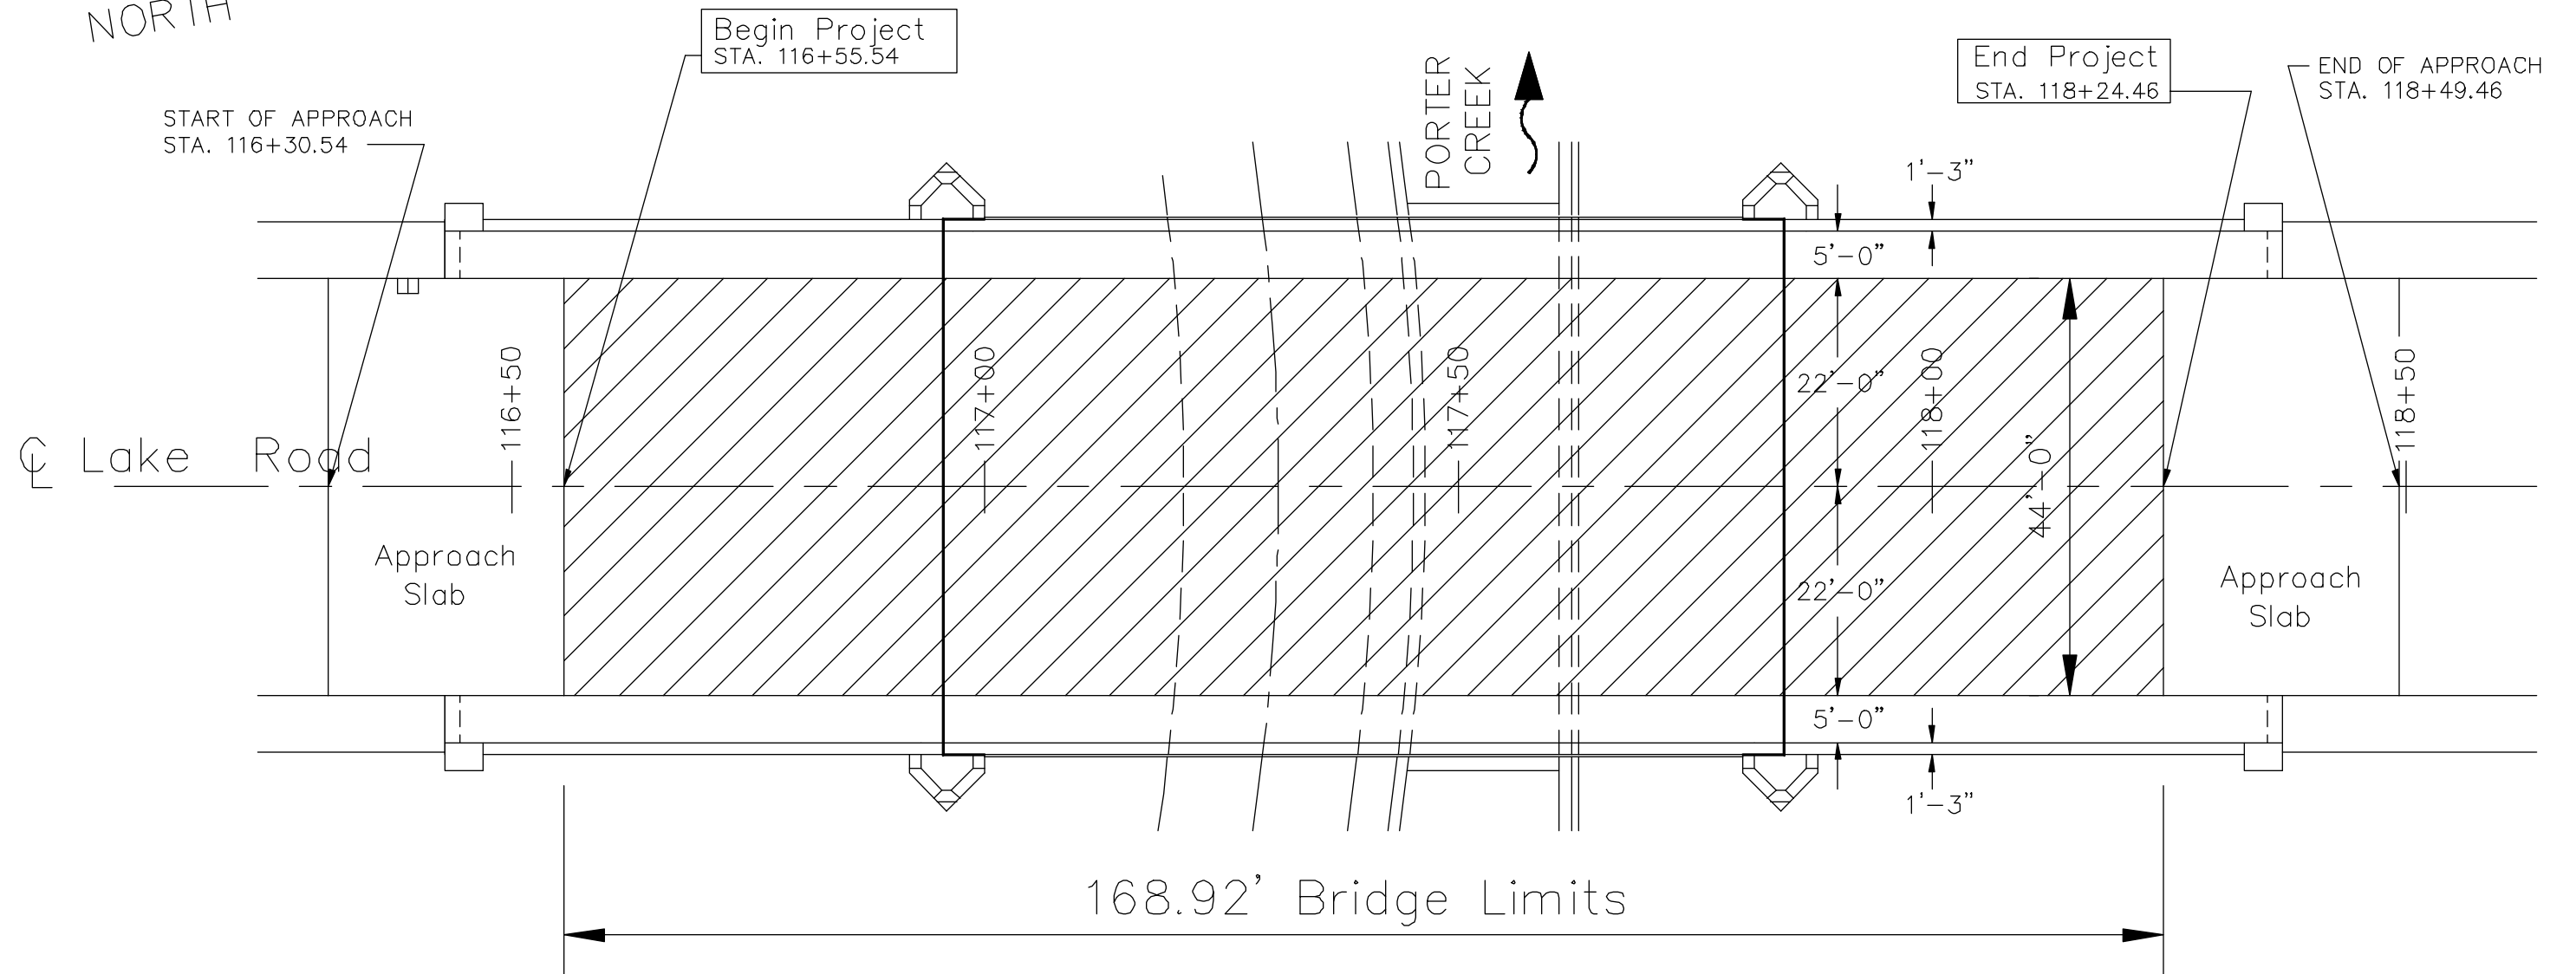 NORTH
Begin Project
STA. 116+55.54
PORTER
CREEK
End Project
STA. 118+24.46
END OF APPROACH
STA. 118+49.46
START OF APPROACH
STA. 116+30.54
1'-3"
5'-0"
116+50
117+00
117+50
22'-0"
118+00
118+50
℄ Lake Road
44'-0"
Approach
Slab
22'-0"
Approach
Slab
5'-0"
1'-3"
168.92' Bridge Limits